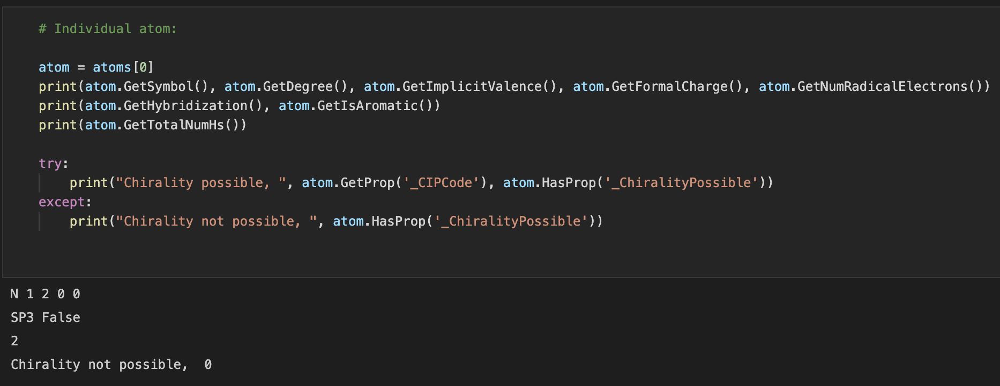 # Individual atom:
atom = atoms[0]
print(atom.GetSymbol(), atom.GetDegree(), atom.GetImplicitValence(), atom.GetFormalCharge(), atom.GetNumRadicalElectrons())
print(atom.GetHybridization(), atom.GetIsAromatic())
print(atom.GetTotalNumHs())
try:
    print("Chirality possible, ", atom.GetProp('_CIPCode'), atom.HasProp('_ChiralityPossible'))
except:
    print("Chirality not possible, ", atom.HasProp('_ChiralityPossible'))
N 1 2 0 0
SP3 False
2
Chirality not possible,  0